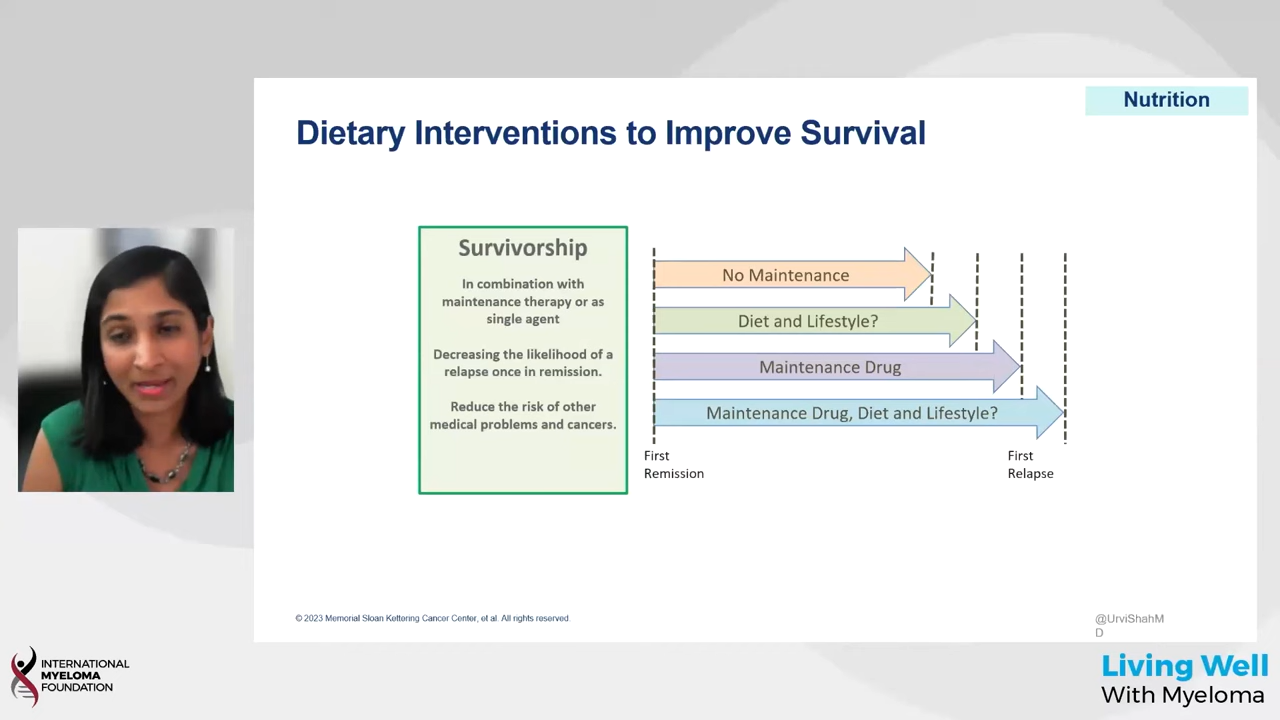 Nutrition
Dietary Interventions to Improve Survival
Survivorship
In combination with
maintenance therapy or as
single agent
Decreasing the likelihood of a
relapse once in remission.
Reduce the risk of other
medical problems and cancers.
No Maintenance
Diet and Lifestyle?
Maintenance Drug
Maintenance Drug, Diet and Lifestyle?
First
Remission
First
Relapse
© 2023 Memorial Sloan Kettering Cancer Center, et al. All rights reserved.
@UrviShahM
D
INTERNATIONAL
MYELOMA
FOUNDATION
Living Well
With Myeloma